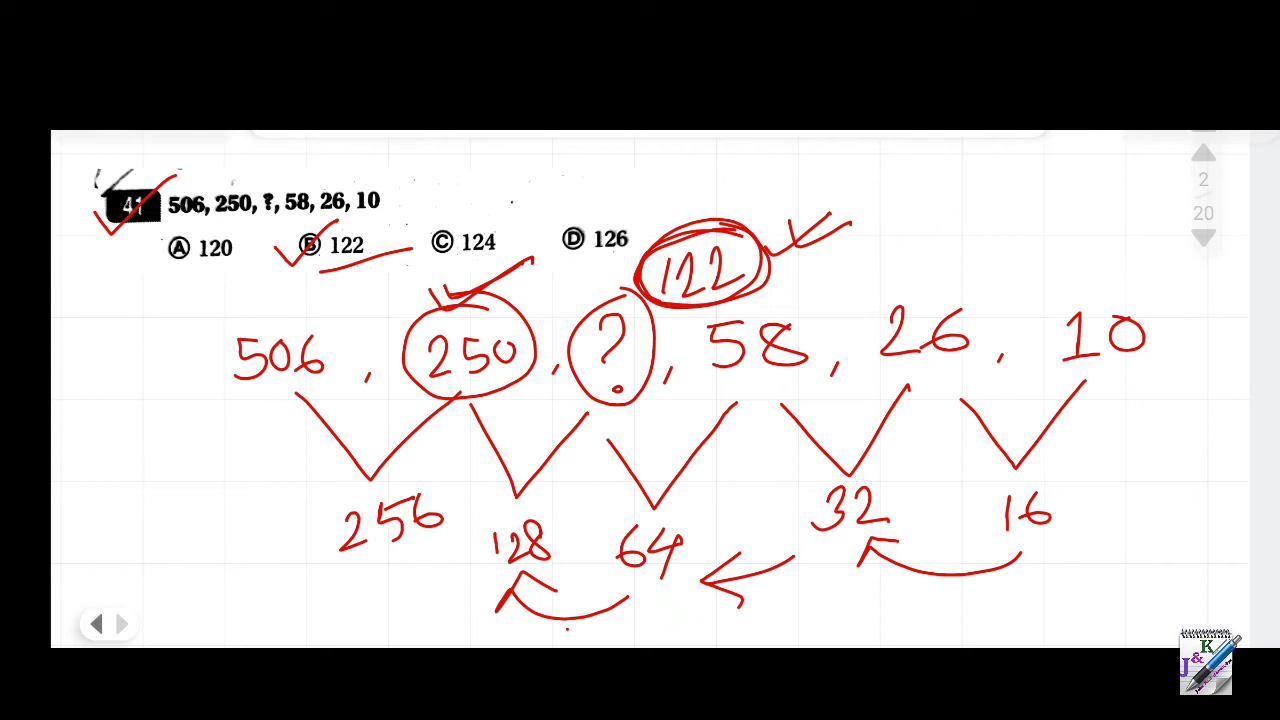 41 506, 250, ?, 58, 26, 10
Ⓐ 120 Ⓑ 122 Ⓒ 124 Ⓓ 126
122
506, 250, ?, 58, 26, 10
256 128 64 32 16
2
20
J&K